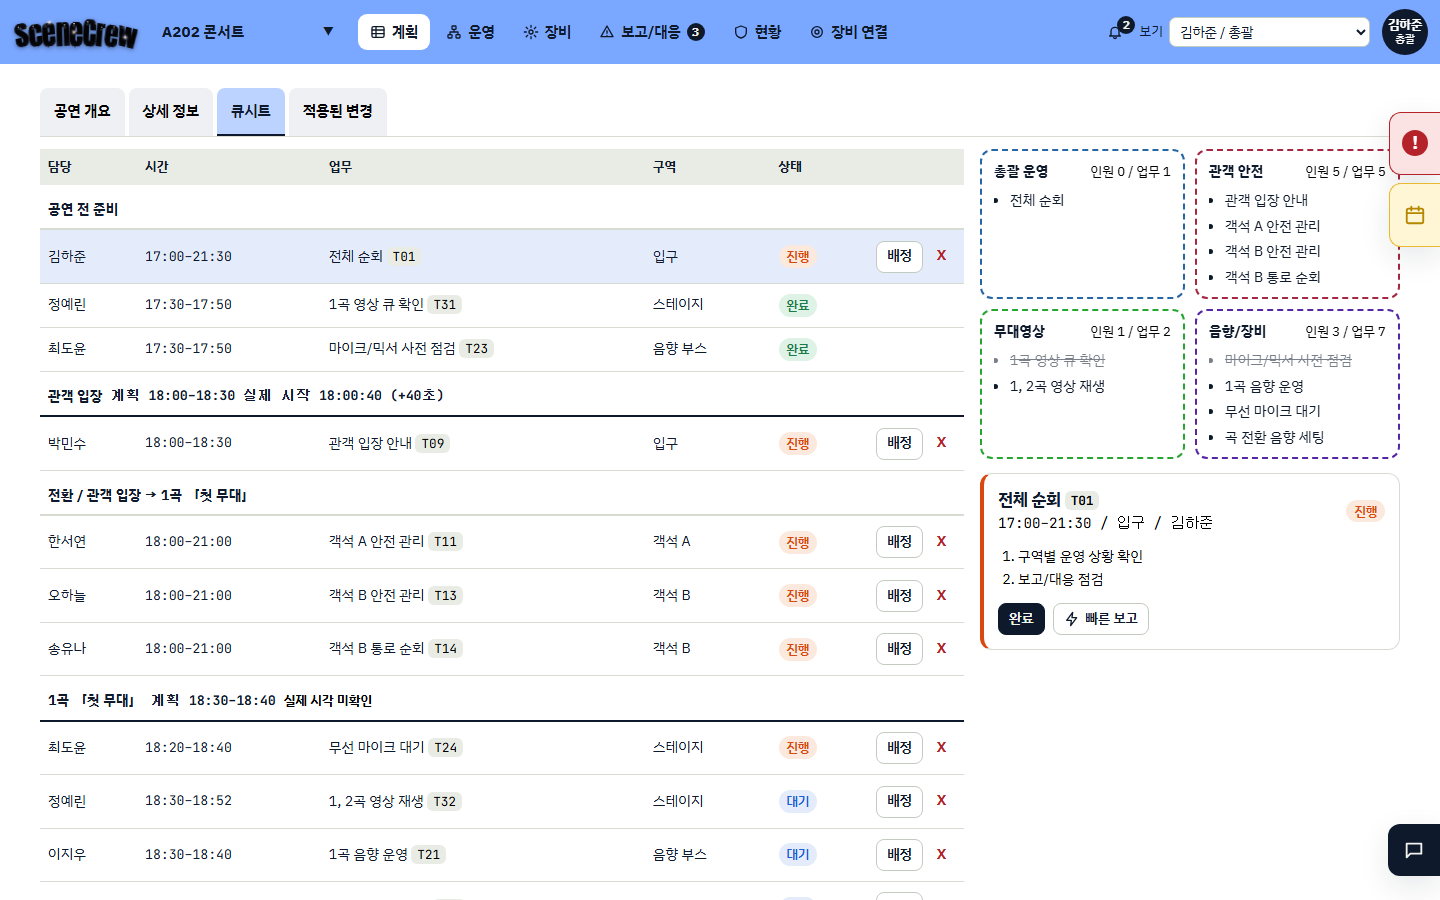 sceneCrew A202 콘서트 ▼ 계획 운영 장비 보고/대응 3 현황 장비 연결 2 보기 김하준 / 총괄 김하준 총괄
공연 개요 상세 정보 큐시트 적용된 변경
담당 시간 업무 구역 상태
공연 전 준비
김하준 17:00-21:30 전체 순회 T01 입구 진행 배정 X
정예린 17:30-17:50 1곡 영상 큐 확인 T31 스테이지 완료
최도윤 17:30-17:50 마이크/믹서 사전 점검 T23 음향 부스 완료
관객 입장 계획 18:00-18:30 실제 시작 18:00:40 (+40초)
박민수 18:00-18:30 관객 입장 안내 T09 입구 진행 배정 X
전환 / 관객 입장 → 1곡 「첫 무대」
한서연 18:00-21:00 객석 A 안전 관리 T11 객석 A 진행 배정 X
오하늘 18:00-21:00 객석 B 안전 관리 T13 객석 B 진행 배정 X
송유나 18:00-21:00 객석 B 통로 순회 T14 객석 B 진행 배정 X
1곡 「첫 무대」 계획 18:30-18:40 실제 시각 미확인
최도윤 18:20-18:40 무선 마이크 대기 T24 스테이지 진행 배정 X
정예린 18:30-18:52 1, 2곡 영상 재생 T32 스테이지 대기 배정 X
이지우 18:30-18:40 1곡 음향 운영 T21 음향 부스 대기 배정 X
총괄 운영 인원 0 / 업무 1
전체 순회
관객 안전 인원 5 / 업무 5
관객 입장 안내
객석 A 안전 관리
객석 B 안전 관리
객석 B 통로 순회
무대영상 인원 1 / 업무 2
1곡 영상 큐 확인
1, 2곡 영상 재생
음향/장비 인원 3 / 업무 7
마이크/믹서 사전 점검
1곡 음향 운영
무선 마이크 대기
곡 전환 음향 세팅
전체 순회 T01
17:00-21:30 / 입구 / 김하준
진행
1. 구역별 운영 상황 확인
2. 보고/대응 점검
완료 빠른 보고